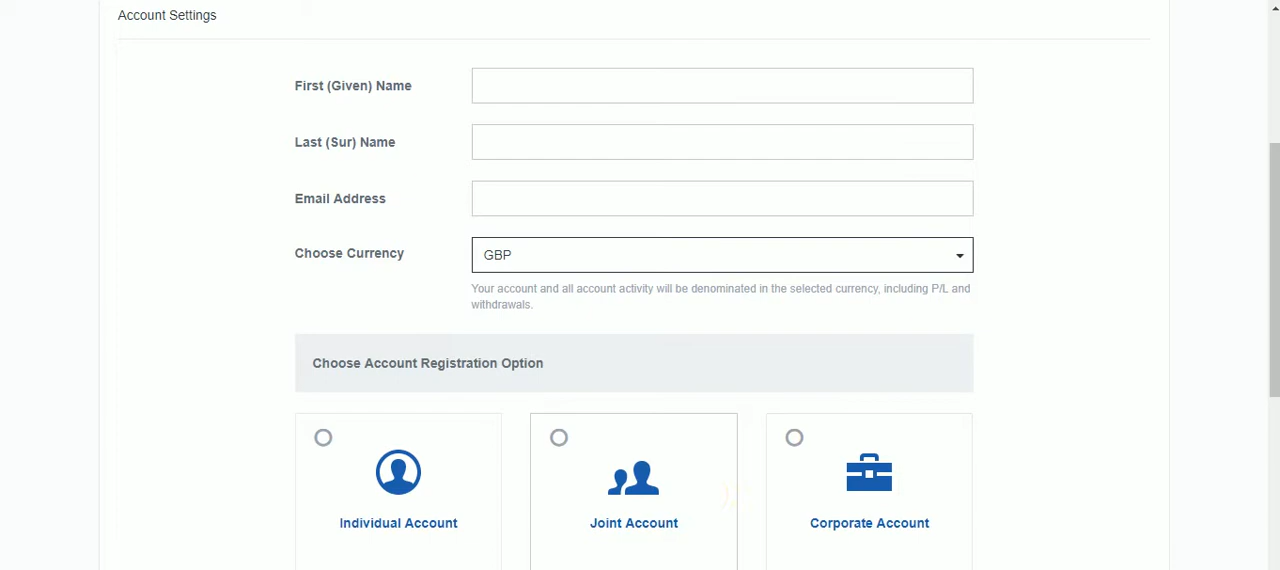 Account Settings
First (Given) Name
Last (Sur) Name
Email Address
Choose Currency
GBP
Your account and all account activity will be denominated in the selected currency, including P/L and
withdrawals.
Choose Account Registration Option
Individual Account
Joint Account
Corporate Account